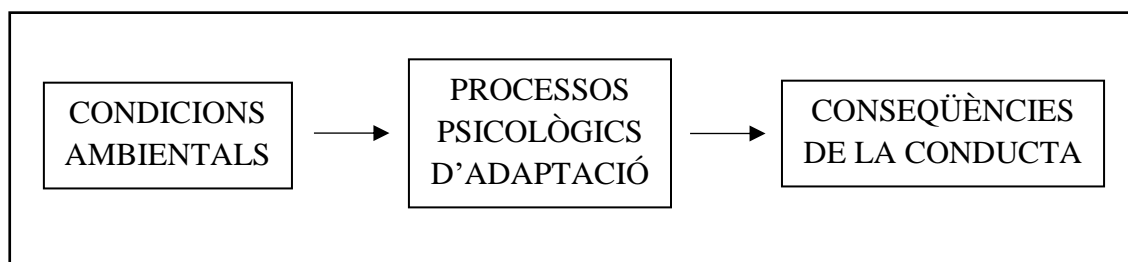 CONDICIONS
AMBIENTALS
PROCESSOS
PSICOLÒGICS
D’ADAPTACIÓ
CONSEQÜÈNCIES
DE LA CONDUCTA